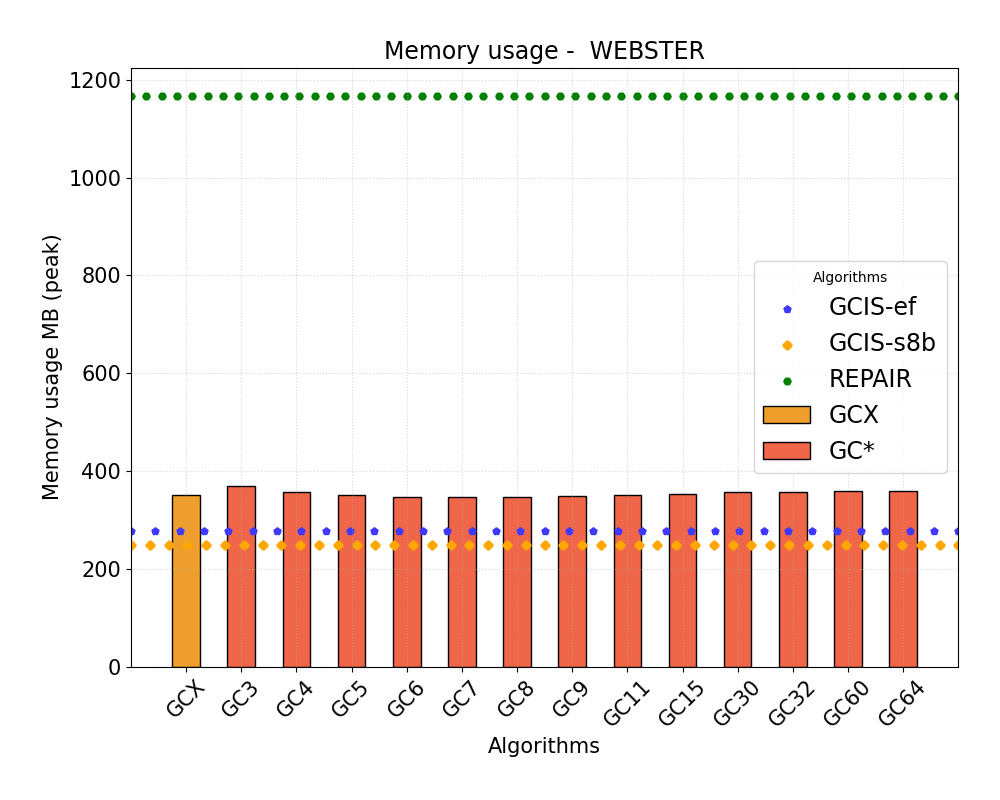 Memory usage -  WEBSTER
Memory usage MB (peak)
1200
1000
800
600
400
200
0
Algorithms
GCIS-ef
GCIS-s8b
REPAIR
GCX
GC*
GCX
GC3
GC4
GC5
GC6
GC7
GC8
GC9
GC11
GC15
GC30
GC32
GC60
GC64
Algorithms